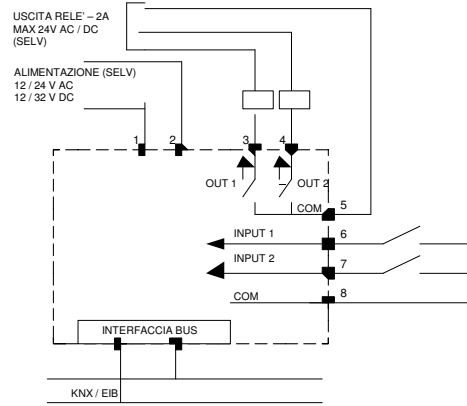 USCITA RELE' – 2A
MAX 24V AC / DC
(SELV)
ALIMENTAZIONE (SELV)
12 / 24 V AC
12 / 32 V DC
1
2
3
4
OUT 1
OUT 2
COM
5
INPUT 1
6
INPUT 2
7
COM
8
INTERFACCIA BUS
KNX / EIB